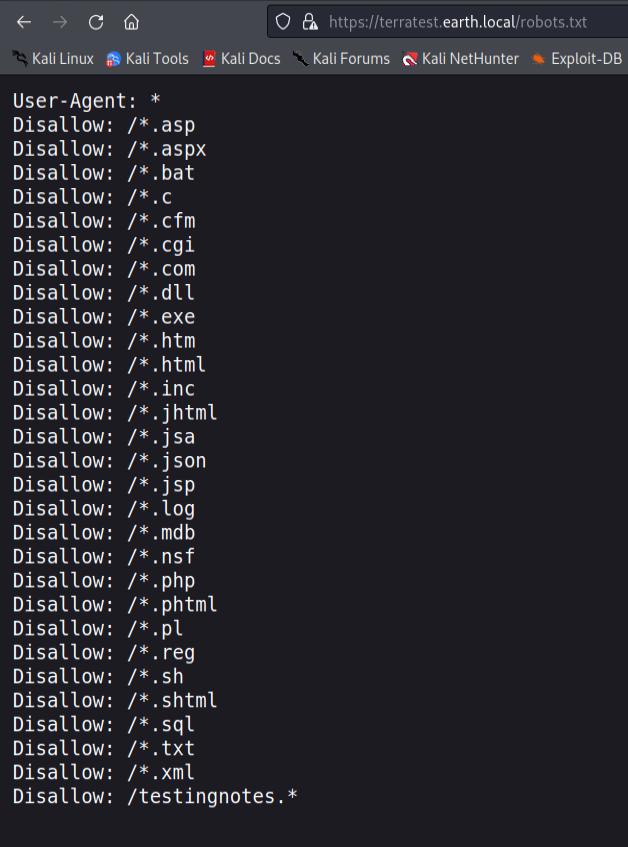 https://terratest.earth.local/robots.txt
Kali Linux Kali Tools Kali Docs Kali Forums Kali NetHunter Exploit-DB
User-Agent: *
Disallow: /*.asp
Disallow: /*.aspx
Disallow: /*.bat
Disallow: /*.c
Disallow: /*.cfm
Disallow: /*.cgi
Disallow: /*.com
Disallow: /*.dll
Disallow: /*.exe
Disallow: /*.htm
Disallow: /*.html
Disallow: /*.inc
Disallow: /*.jhtml
Disallow: /*.jsa
Disallow: /*.json
Disallow: /*.jsp
Disallow: /*.log
Disallow: /*.mdb
Disallow: /*.nsf
Disallow: /*.php
Disallow: /*.phtml
Disallow: /*.pl
Disallow: /*.reg
Disallow: /*.sh
Disallow: /*.shtml
Disallow: /*.sql
Disallow: /*.txt
Disallow: /*.xml
Disallow: /testingnotes.*